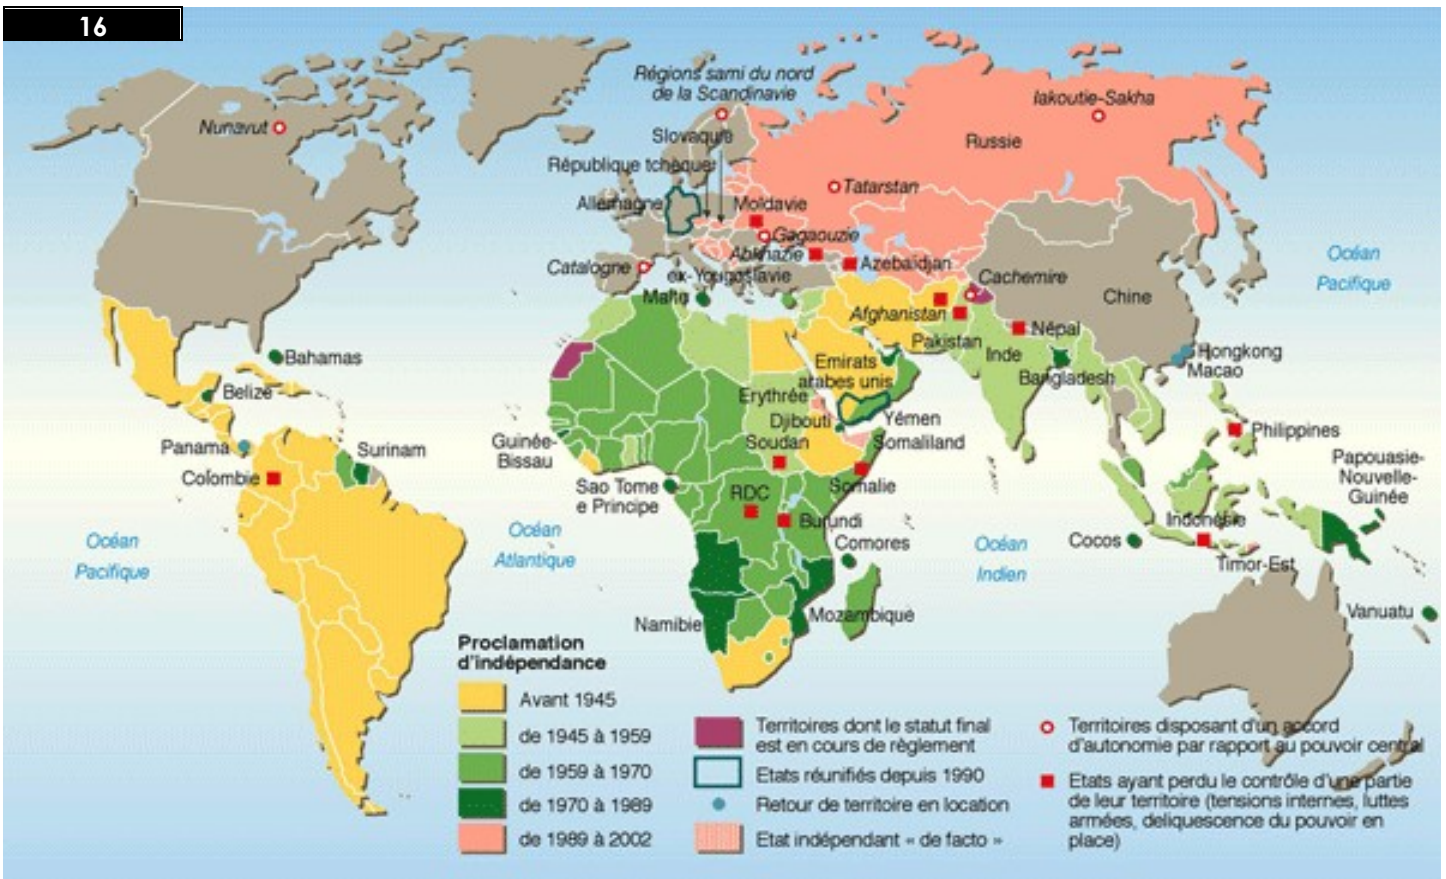 16
Régions sami du nord
de la Scandinavie
Iakoutie-Sakha
Nunavut
Slovaquie
Russie
République tchèque
Tatarstan
Allemagne
Moldavie
Gagaouzie
Océan
Pacifique
Abkhazie
Azebaïdjan
Catalogne
ex-Yougoslavie
Cachemire
Malte
Chine
Afghanistan
Népal
Pakistan
Inde
Hongkong
Macao
Bahamas
Emirats
arabes unis
Bangladesh
Belize
Erythrée
Djibouti
Yémen
Panama
Surinam
Guinée-
Bissau
Soudan
Somaliland
Philippines
Colombie
Papouasie-
Nouvelle-
Guinée
Sao Tome
e Principe
RDC
Somalie
Burundi
Indonésie
Océan
Pacifique
Océan
Atlantique
Comores
Océan
Indien
Cocos
Timor-Est
Namibie
Mozambique
Vanuatu
Proclamation
d'indépendance
Avant 1945
de 1945 à 1959
de 1959 à 1970
de 1970 à 1989
de 1989 à 2002
Territoires dont le statut final
est en cours de règlement
Etats réunifiés depuis 1990
Retour de territoire en location
Etat indépendant « de facto »
Territoires disposant d'un accord
d'autonomie par rapport au pouvoir central
Etats ayant perdu le contrôle d'une partie
de leur territoire (tensions internes, luttes
armées, deliquescence du pouvoir en
place)